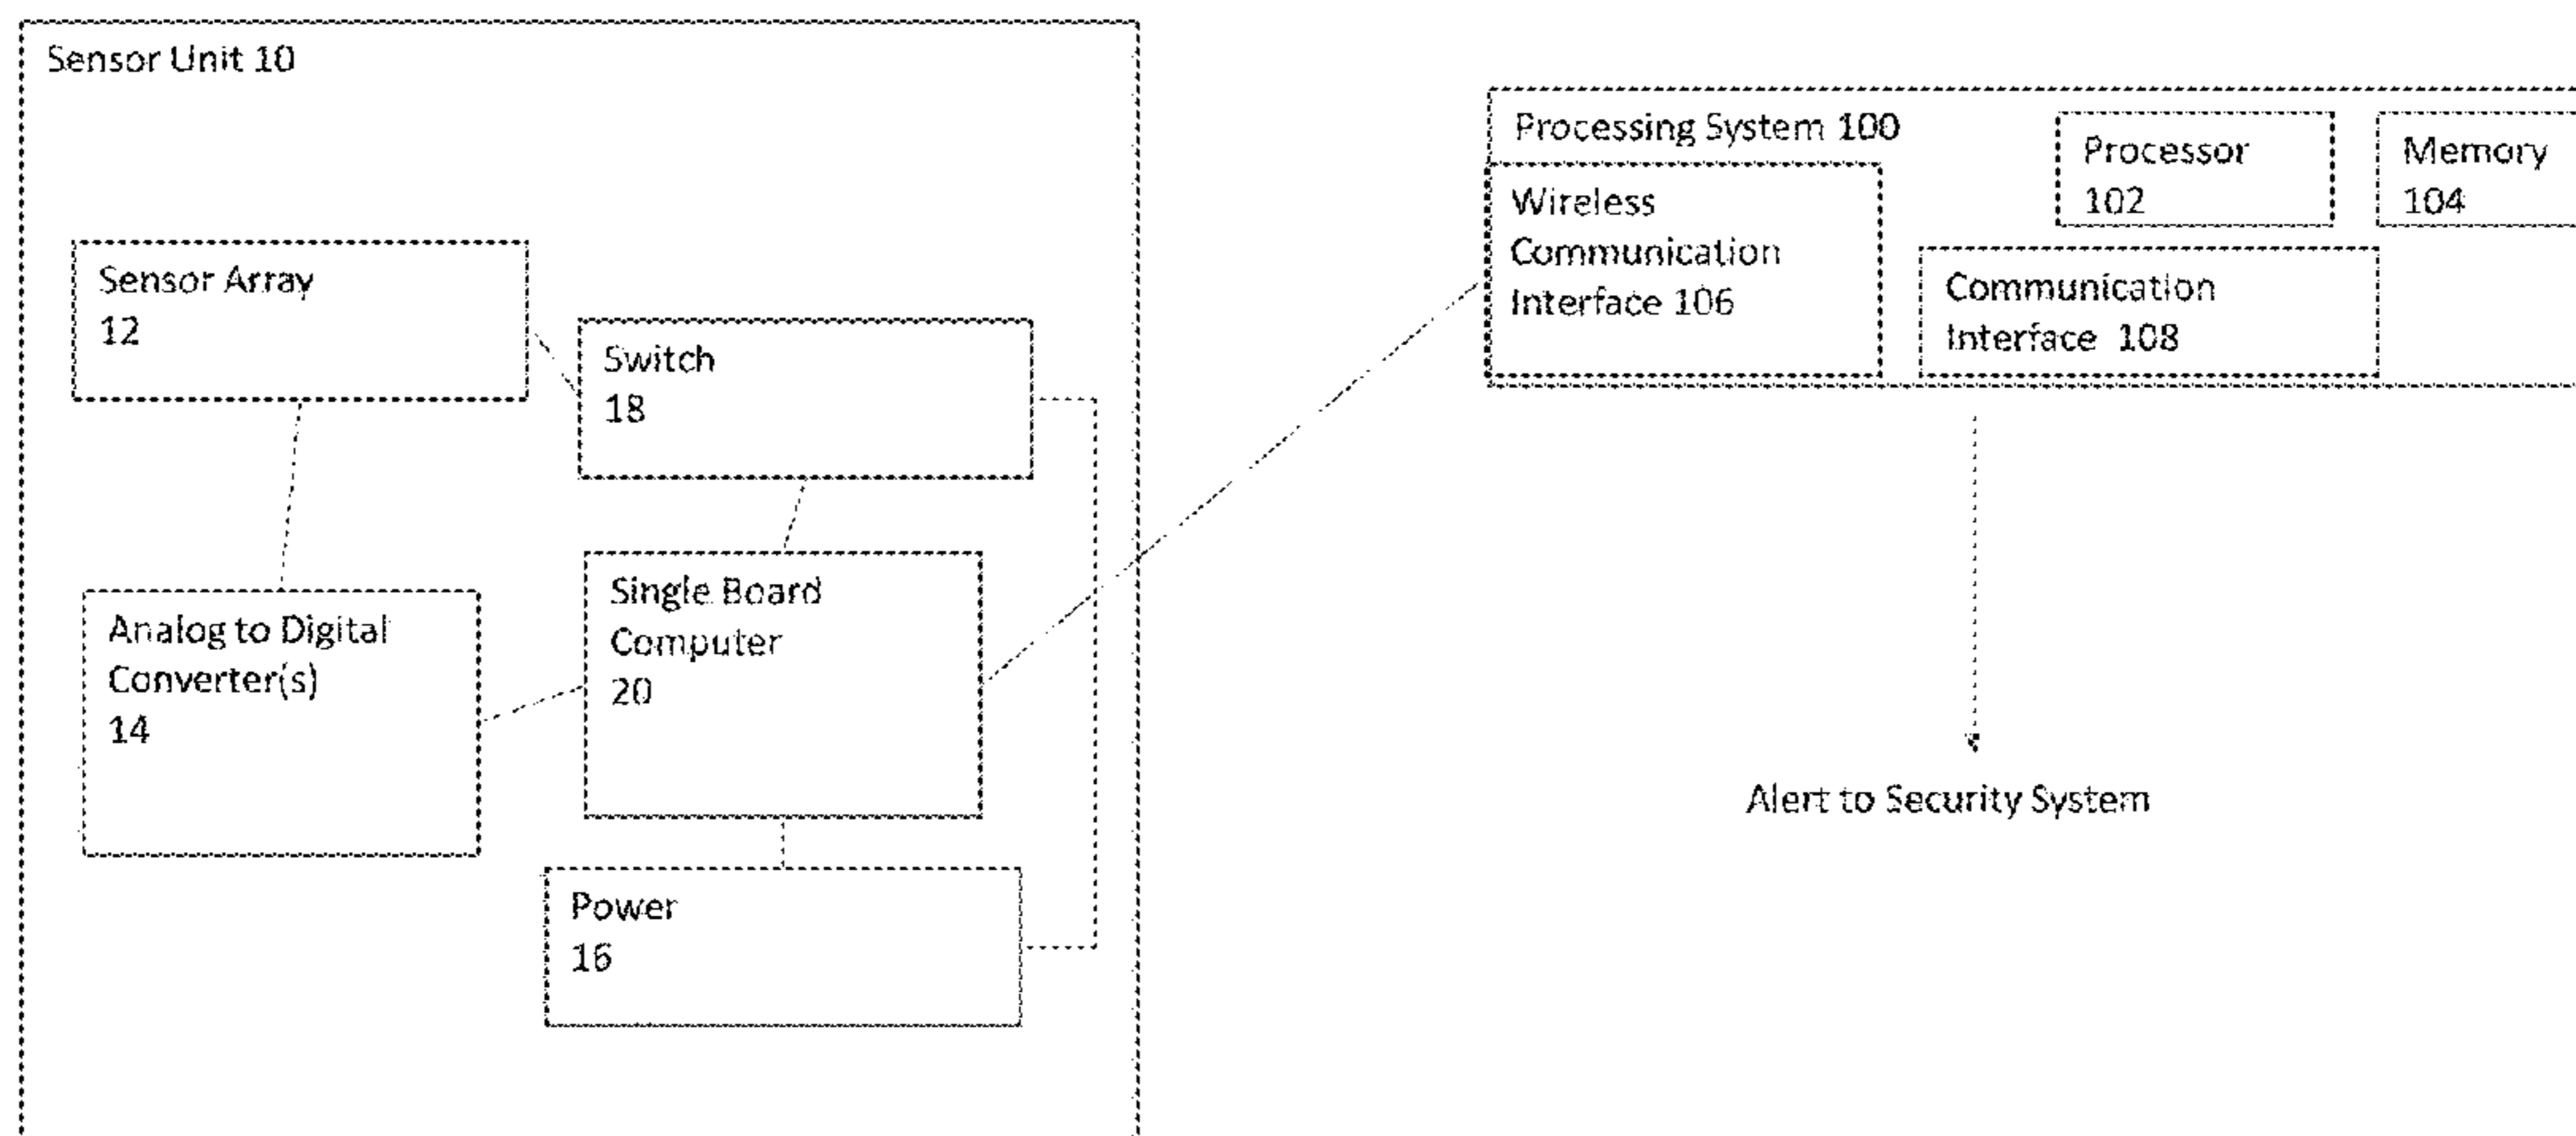 Sensor Unit 10
Sensor Array
12
Switch
18
Analog to Digital
Converter(s)
14
Single Board
Computer
20
Power
16
Processing System 100
Wireless
Communication
Interface 106
Processor
102
Memory
104
Communication
Interface 108
Alert to Security System